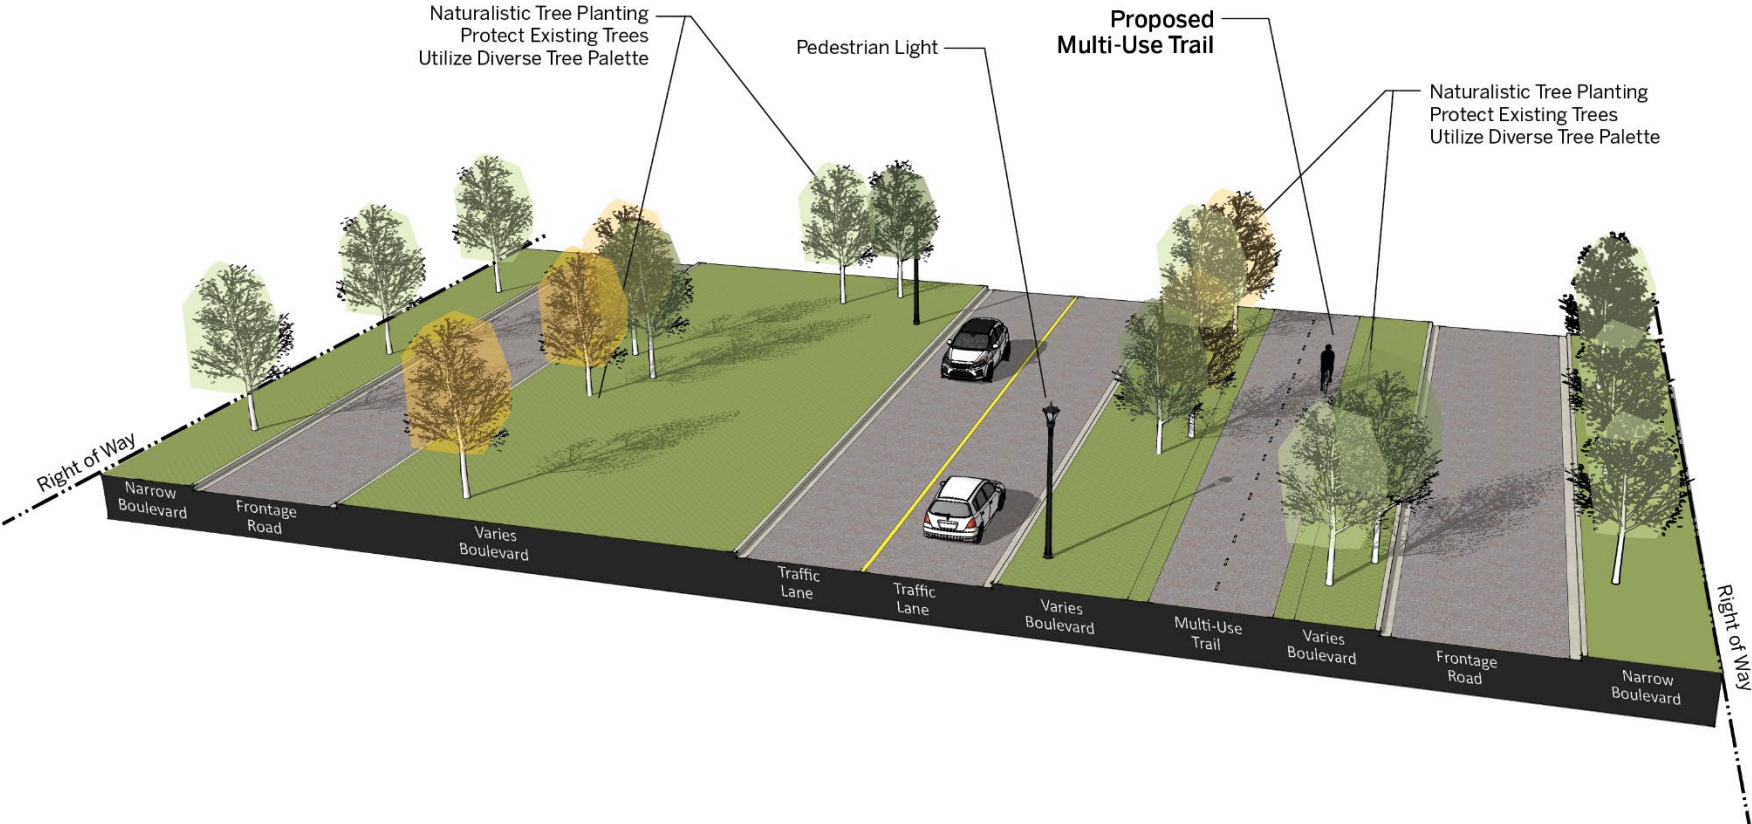 Naturalistic Tree Planting
Protect Existing Trees
Utilize Diverse Tree Palette
Pedestrian Light
Proposed
Multi-Use Trail
Naturalistic Tree Planting
Protect Existing Trees
Utilize Diverse Tree Palette
Right of Way
Narrow
Boulevard
Frontage
Road
Varies
Boulevard
Traffic
Lane
Traffic
Lane
Varies
Boulevard
Multi-Use
Trail
Varies
Boulevard
Frontage
Road
Narrow
Boulevard
Right of Way